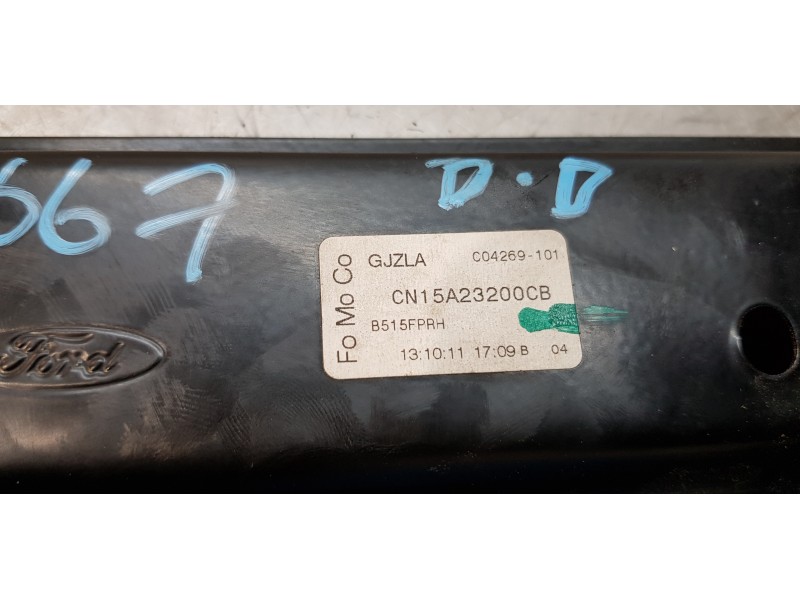 667
D.D
Fo Mo Co
GJZLA C04269-101
CN15A23200CB
B515FPRH
13:10:11 17:09 B 04
Ford